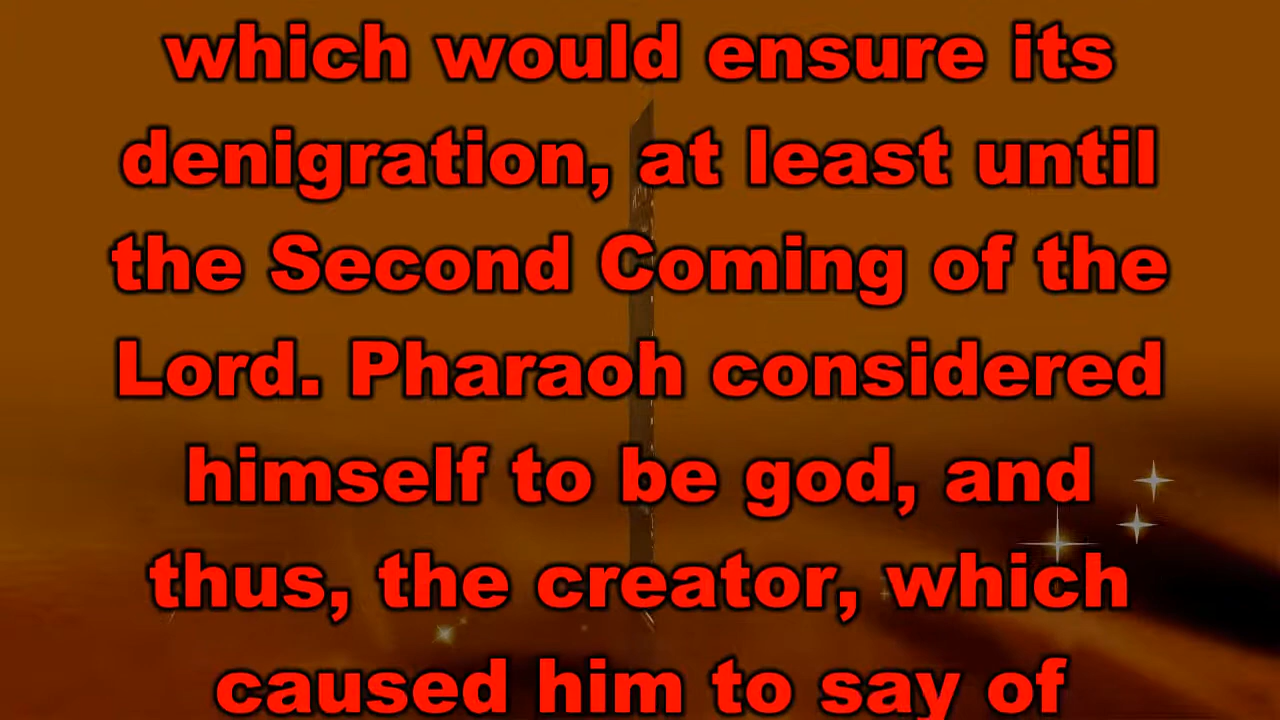 which would ensure its
denigration, at least until
the Second Coming of the
Lord. Pharaoh considered
himself to be god, and
thus, the creator, which
caused him to say of